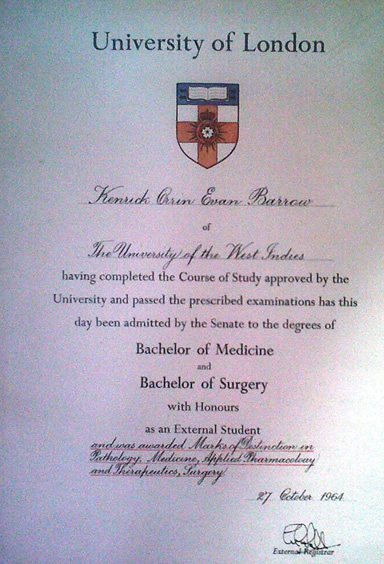 University of London
Kenrick Orrin Evan Barrow
of
The University of the West Indies
having completed the Course of Study approved by the
University and passed the prescribed examinations has this
day been admitted by the Senate to the degrees of
Bachelor of Medicine
and
Bachelor of Surgery
with Honours
as an External Student
and was awarded Marks of Distinction in
Pathology, Medicine, Applied Pharmacology
and Therapeutics, Surgery.
27 October 1964
External Registrar